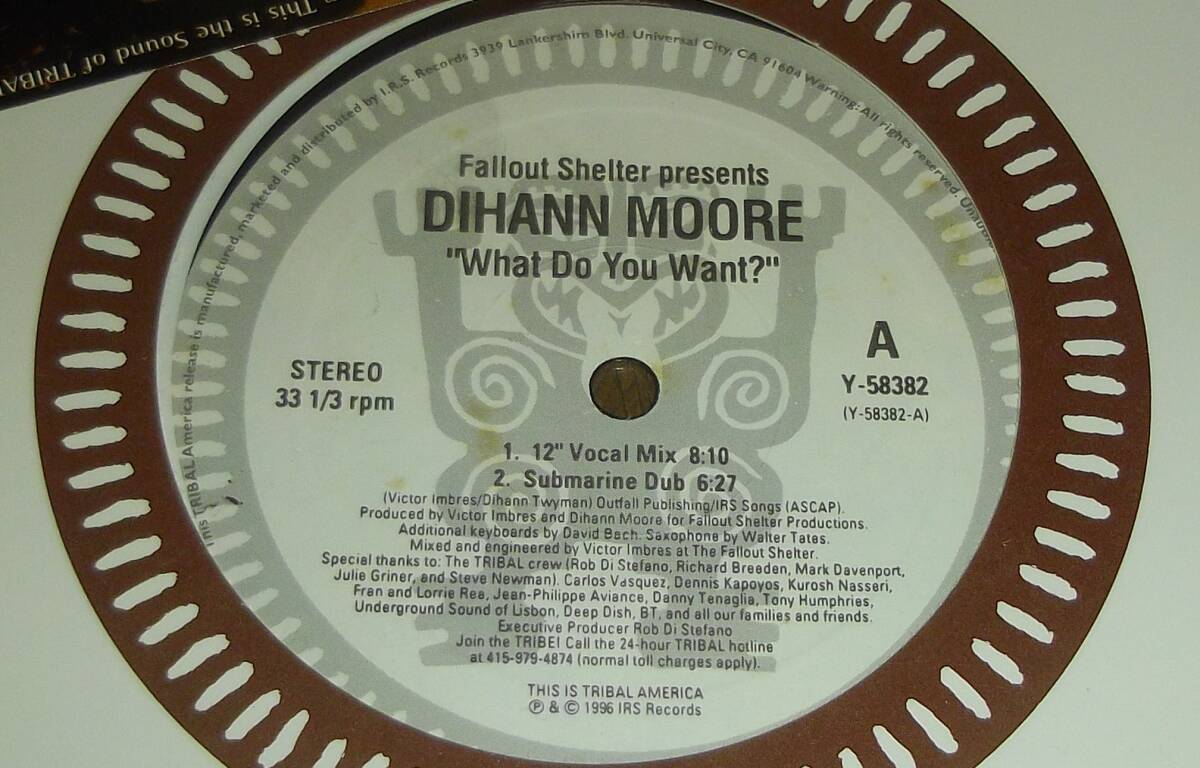 This is the Sound of TRIBAL
This TRIBAL America release is manufactured, marketed and distributed by I.R.S. Records 3939 Lankershim Blvd. Universal City, CA 91604 Warning: All rights reserved.
Fallout Shelter presents
DIHANN MOORE
"What Do You Want?"
STEREO
33 1/3 rpm
A
Y-58382
(Y-58382-A)
1. 12" Vocal Mix 8:10
2. Submarine Dub 6:27
(Victor Imbres/Dihann Twyman) Outfall Publishing/IRS Songs (ASCAP).
Produced by Victor Imbres and Dihann Moore for Fallout Shelter Productions.
Additional keyboards by David Bach. Saxophone by Walter Tates.
Mixed and engineered by Victor Imbres at The Fallout Shelter.
Special thanks to: The TRIBAL crew (Rob Di Stefano, Richard Breeden, Mark Davenport,
Julie Griner, and Steve Newman). Carlos Vasquez, Dennis Kapoyos, Kurosh Nasseri,
Fran and Lorrie Rea, Jean-Philippe Aviance, Danny Tenaglia, Tony Humphries,
Underground Sound of Lisbon, Deep Dish, BT, and all our families and friends.
Executive Producer Rob Di Stefano
Join the TRIBE! Call the 24-hour TRIBAL hotline
at 415-979-4874 (normal toll charges apply).
THIS IS TRIBAL AMERICA
℗ & © 1996 IRS Records